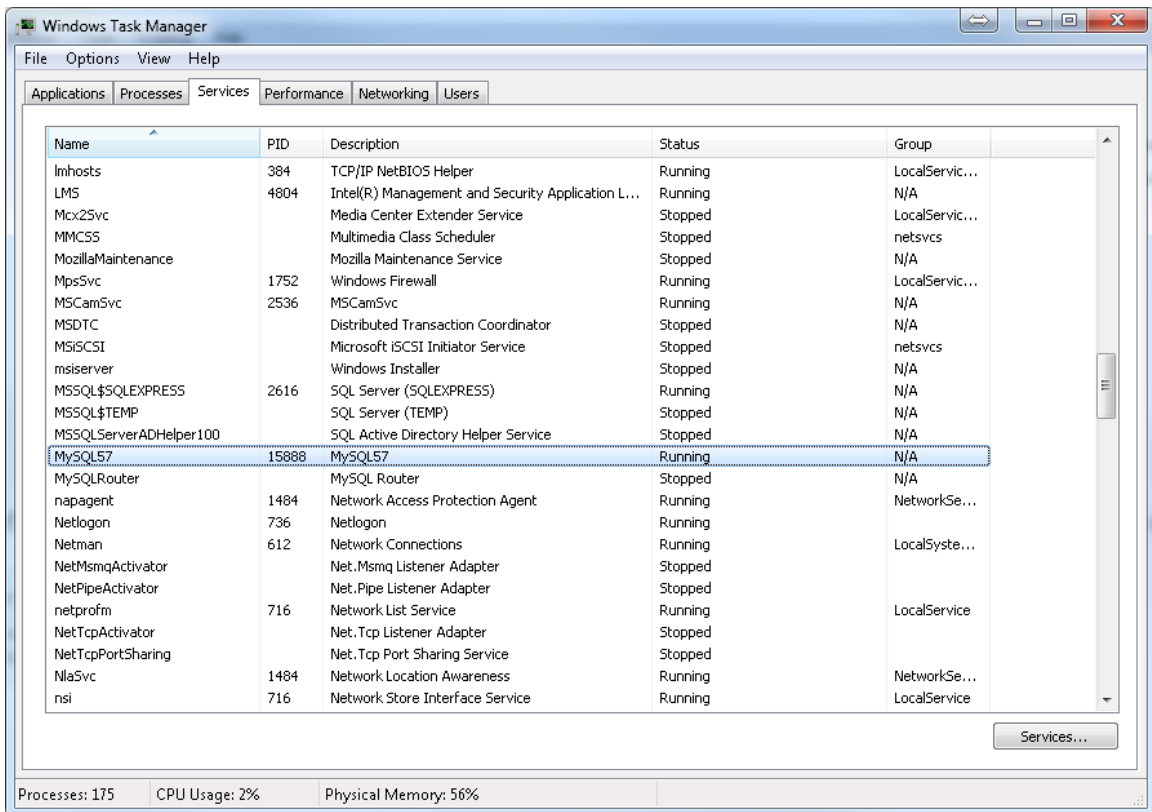 Windows Task Manager
File Options View Help
Applications Processes Services Performance Networking Users
Name PID Description Status Group
lmhosts 384 TCP/IP NetBIOS Helper Running LocalServic...
LMS 4804 Intel(R) Management and Security Application L... Running N/A
Mcx2Svc Media Center Extender Service Stopped LocalServic...
MMCSS Multimedia Class Scheduler Stopped netsvcs
MozillaMaintenance Mozilla Maintenance Service Stopped N/A
MpsSvc 1752 Windows Firewall Running LocalServic...
MSCamSvc 2536 MSCamSvc Running N/A
MSDTC Distributed Transaction Coordinator Stopped N/A
MSiSCSI Microsoft iSCSI Initiator Service Stopped netsvcs
msiserver Windows Installer Stopped N/A
MSSQL$SQLEXPRESS 2616 SQL Server (SQLEXPRESS) Running N/A
MSSQL$TEMP SQL Server (TEMP) Stopped N/A
MSSQLServerADHelper100 SQL Active Directory Helper Service Stopped N/A
MySQL57 15888 MySQL57 Running N/A
MySQLRouter MySQL Router Stopped N/A
napagent 1484 Network Access Protection Agent Running NetworkSe...
Netlogon 736 Netlogon Running
Netman 612 Network Connections Running LocalSyste...
NetMsmqActivator Net.Msmq Listener Adapter Stopped
NetPipeActivator Net.Pipe Listener Adapter Stopped
netprofm 716 Network List Service Running LocalService
NetTcpActivator Net.Tcp Listener Adapter Stopped
NetTcpPortSharing Net.Tcp Port Sharing Service Stopped
NlaSvc 1484 Network Location Awareness Running NetworkSe...
nsi 716 Network Store Interface Service Running LocalService
Services...
Processes: 175 CPU Usage: 2% Physical Memory: 56%